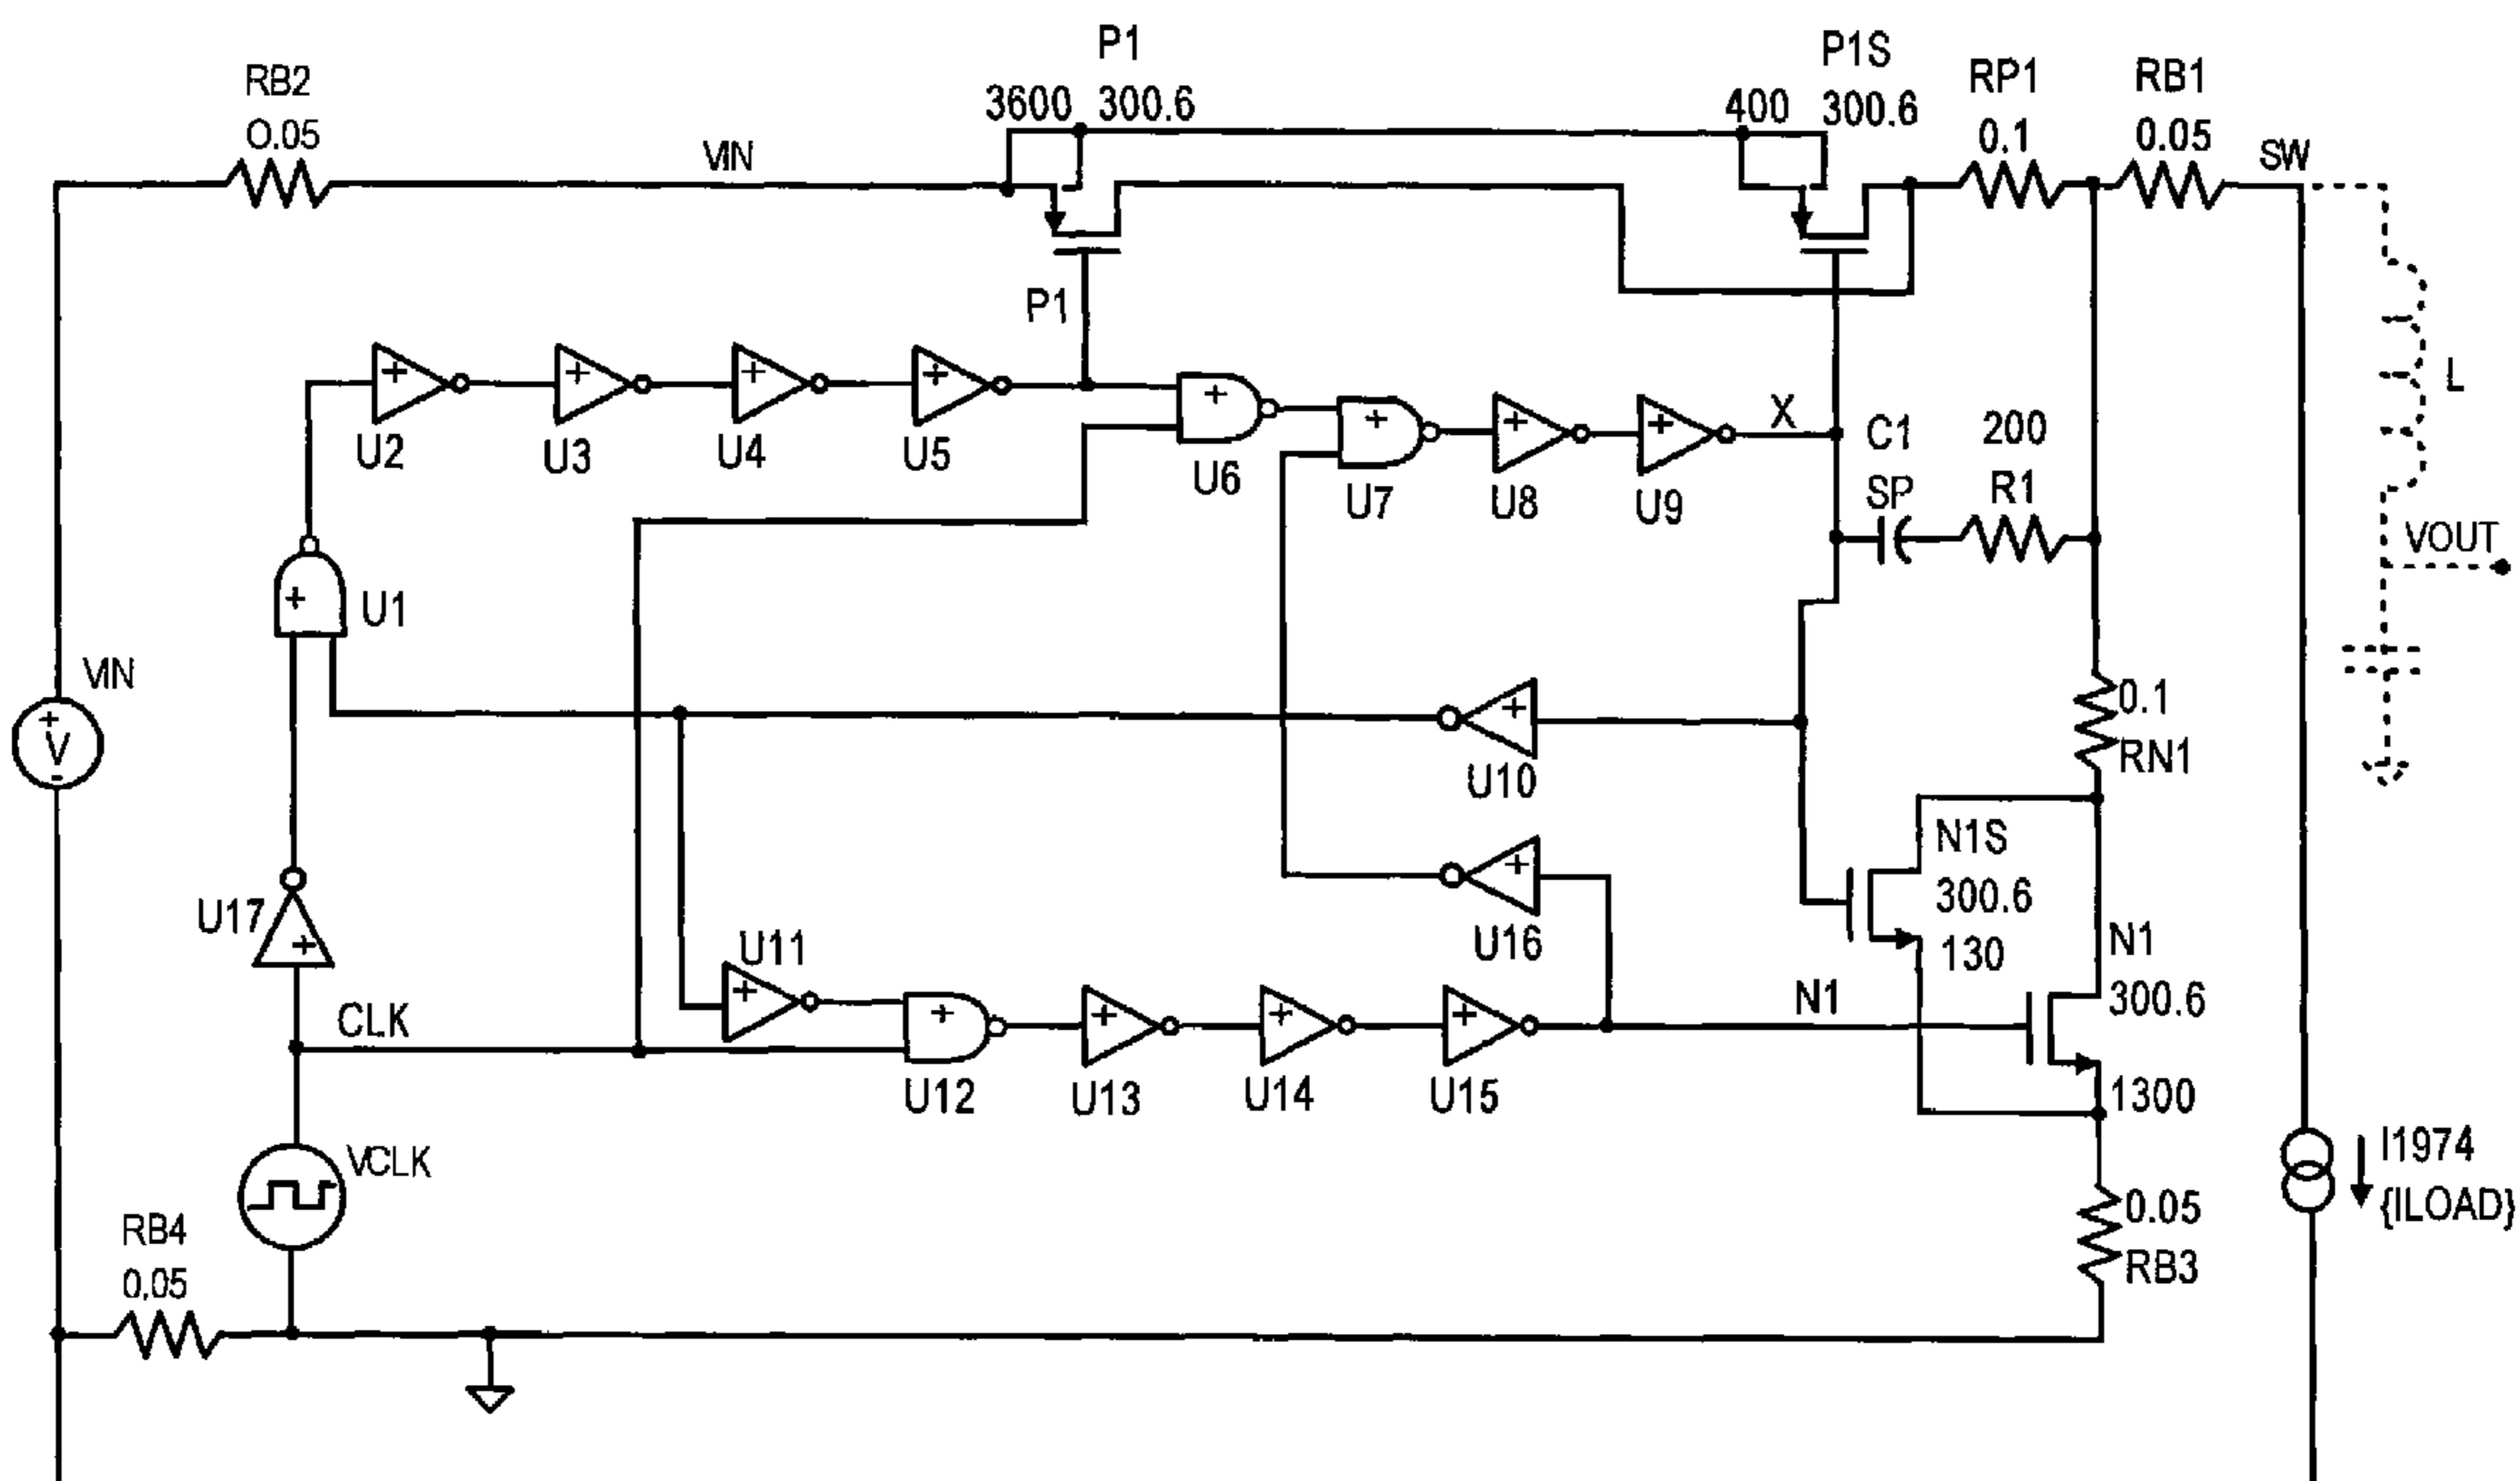 P1
P1S
RB2
3600 300.6
400 300.6
RP1
RB1
0.05
0.1
0.05
VIN
SW
P1
L
U2
U3
U4
U5
U6
U7
U8
U9
X
C1
200
SP
R1
VOUT
U1
VIN
+
V
-
0.1
RN1
U10
N1S
300.6
130
U17
U11
U16
N1
300.6
1300
CLK
N1
U12
U13
U14
U15
VCLK
I1974
{ILOAD}
RB4
0.05
0.05
RB3